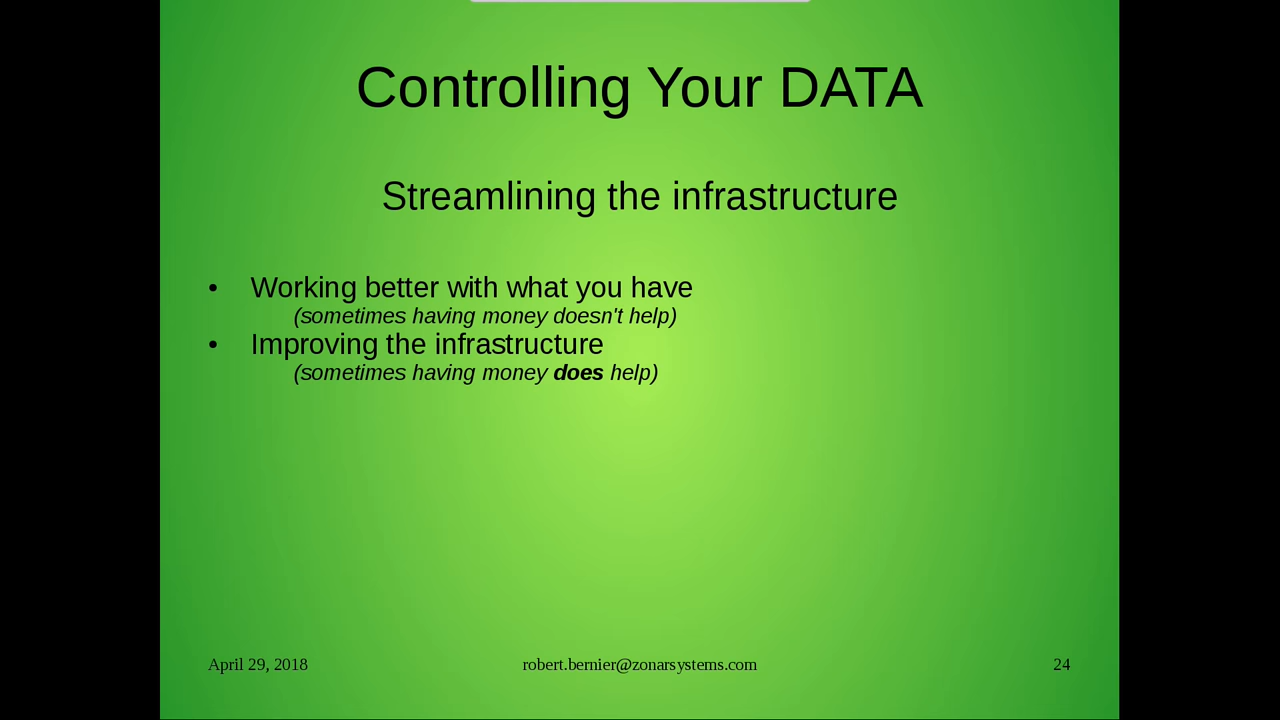 Controlling Your DATA
Streamlining the infrastructure
• Working better with what you have
(sometimes having money doesn't help)
• Improving the infrastructure
(sometimes having money does help)
April 29, 2018 robert.bernier@zonarsystems.com 24